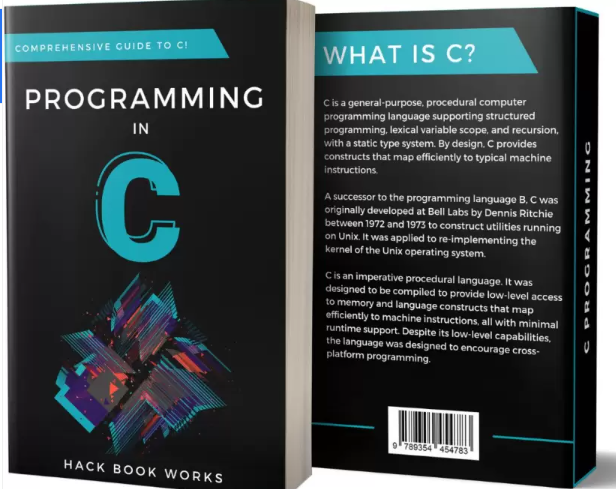 COMPREHENSIVE GUIDE TO C!
PROGRAMMING
IN
C
HACK BOOK WORKS
WHAT IS C?
C is a general-purpose, procedural computer
programming language supporting structured
programming, lexical variable scope, and recursion,
with a static type system. By design, C provides
constructs that map efficiently to typical machine
instructions.
A successor to the programming language B, C was
originally developed at Bell Labs by Dennis Ritchie
between 1972 and 1973 to construct utilities running
on Unix. It was applied to re-implementing the
kernel of the Unix operating system.
C is an imperative procedural language. It was
designed to be compiled to provide low-level access
to memory and language constructs that map
efficiently to machine instructions, all with minimal
runtime support. Despite its low-level capabilities,
the language was designed to encourage cross-
platform programming.
9 789354 454783
C PROGRAMMING